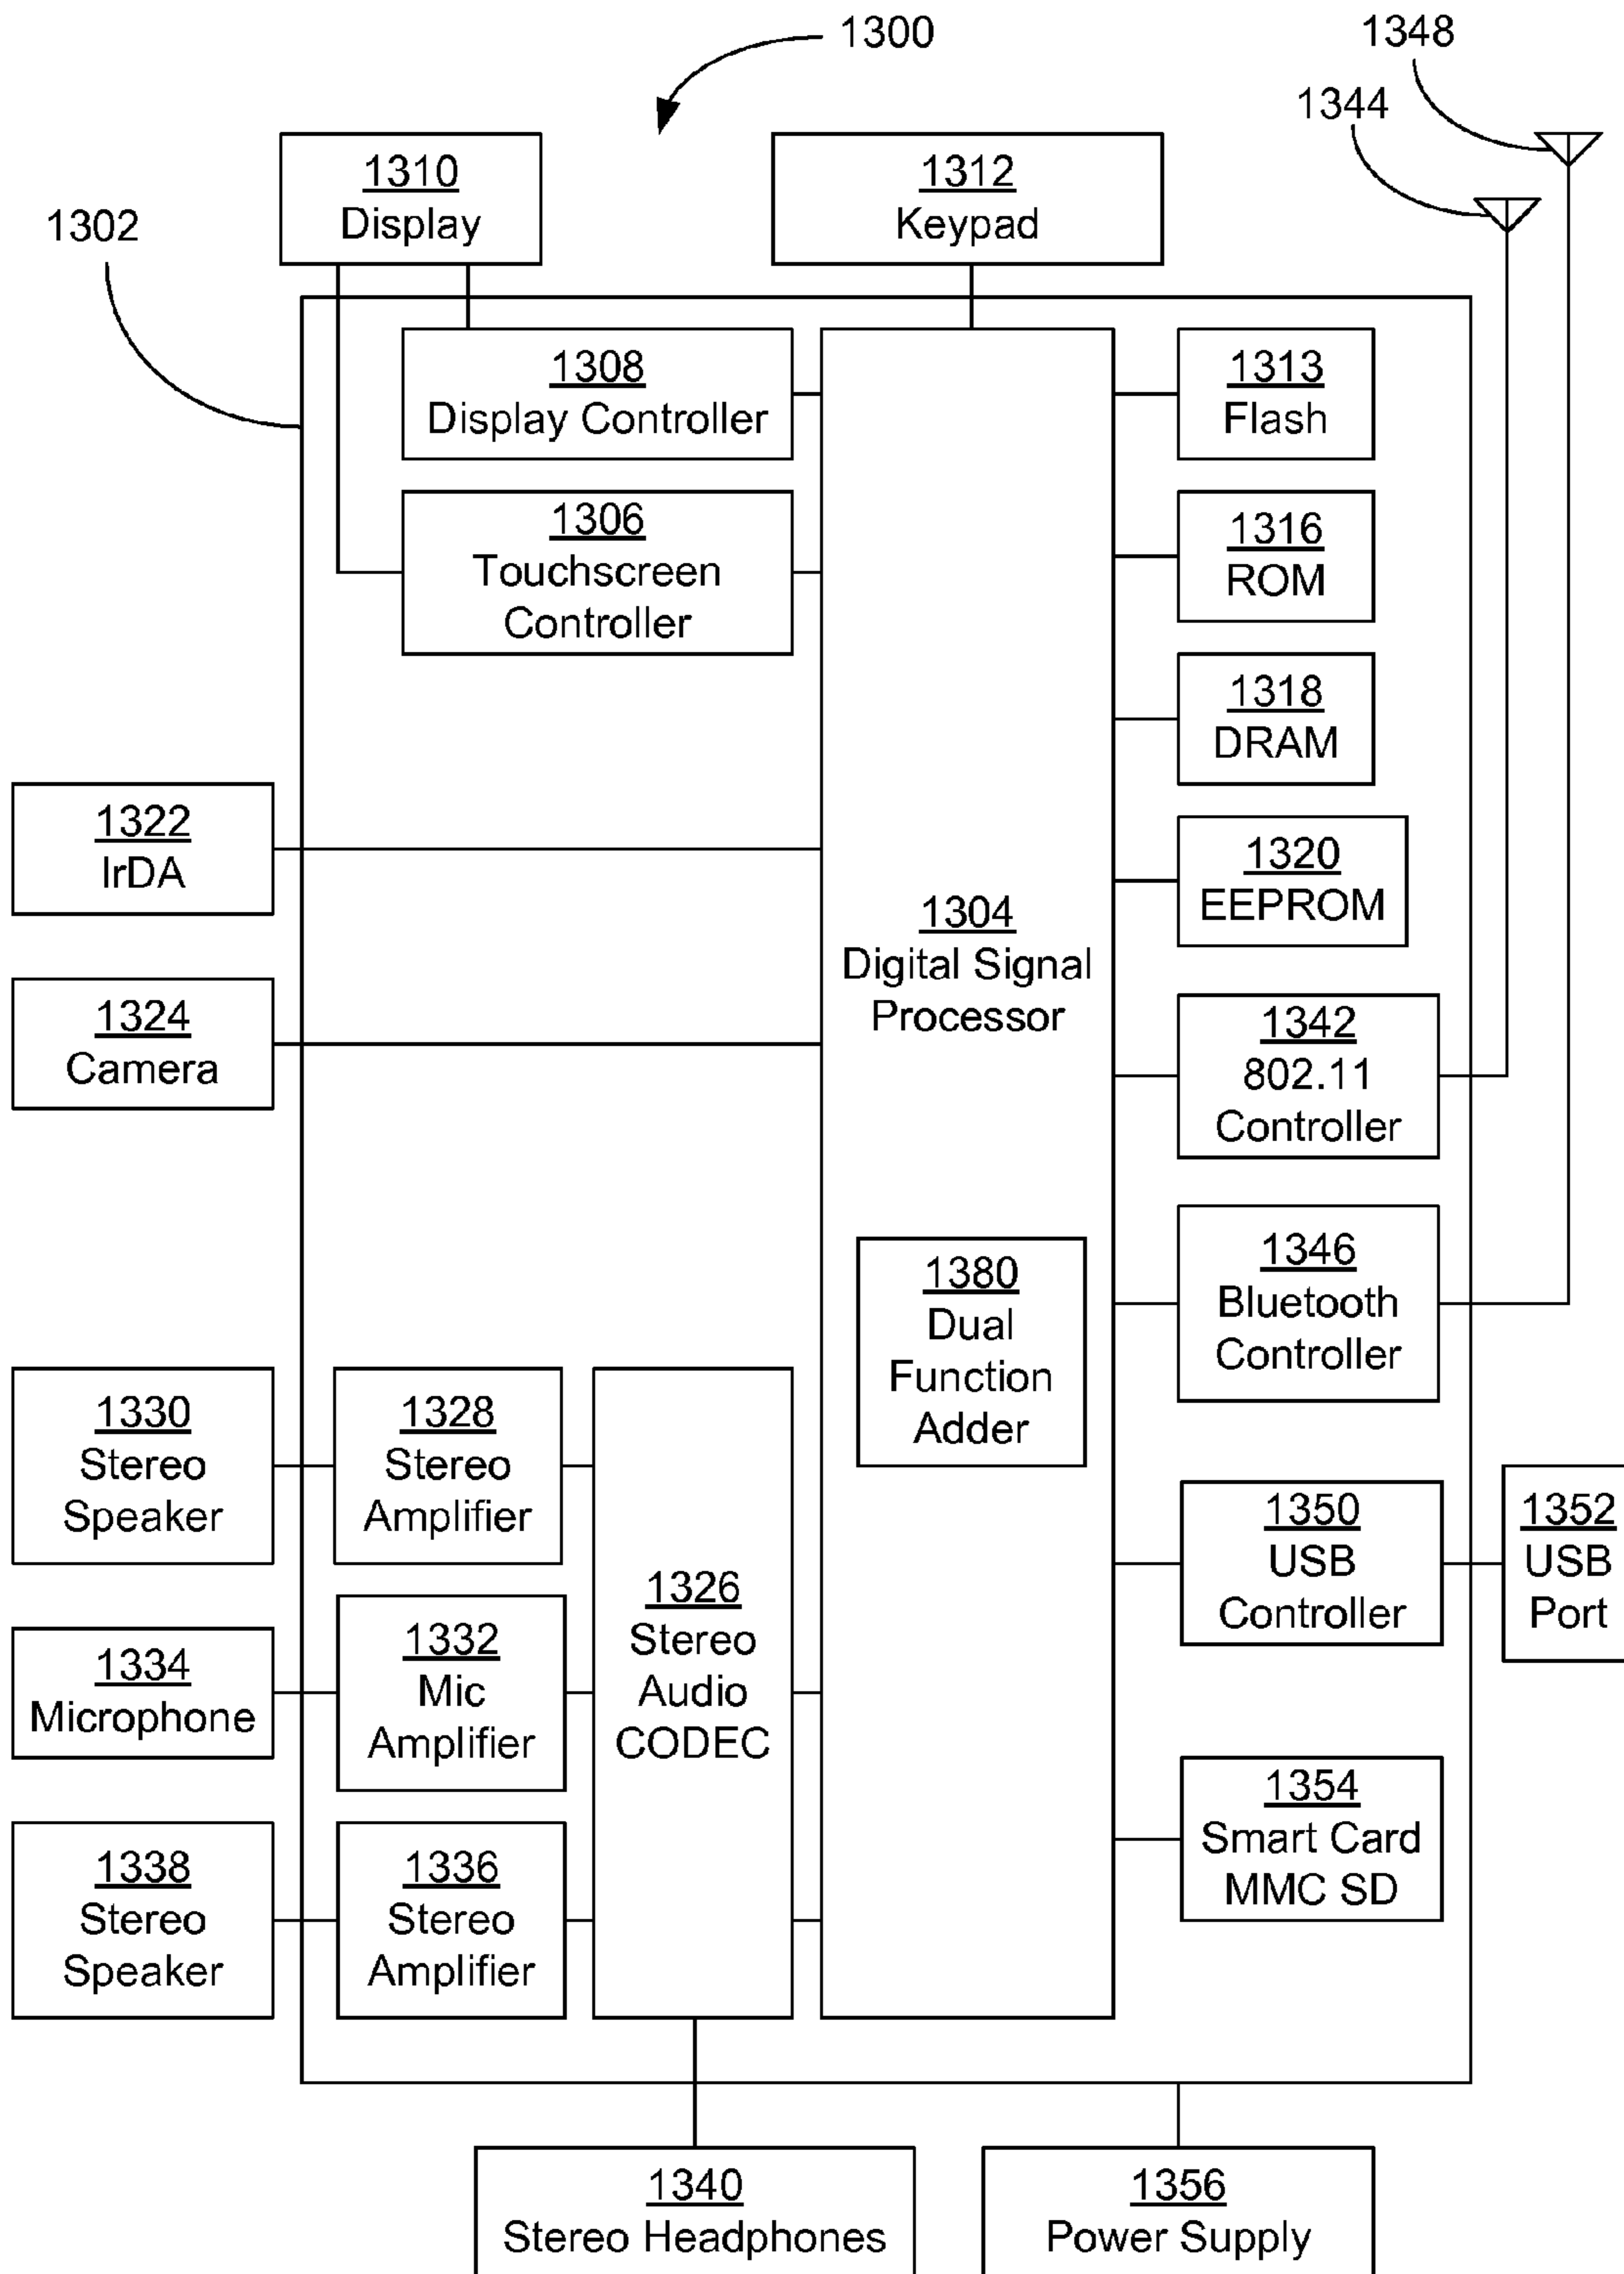 1300
1348
1344
1310
Display
1312
Keypad
1302
1308
Display Controller
1313
Flash
1306
Touchscreen
Controller
1316
ROM
1318
DRAM
1322
IrDA
1320
EEPROM
1304
Digital Signal
Processor
1324
Camera
1342
802.11
Controller
1380
Dual
Function
Adder
1346
Bluetooth
Controller
1330
Stereo
Speaker
1328
Stereo
Amplifier
1326
Stereo
Audio
CODEC
1350
USB
Controller
1352
USB
Port
1334
Microphone
1332
Mic
Amplifier
1354
Smart Card
MMC SD
1338
Stereo
Speaker
1336
Stereo
Amplifier
1340
Stereo Headphones
1356
Power Supply